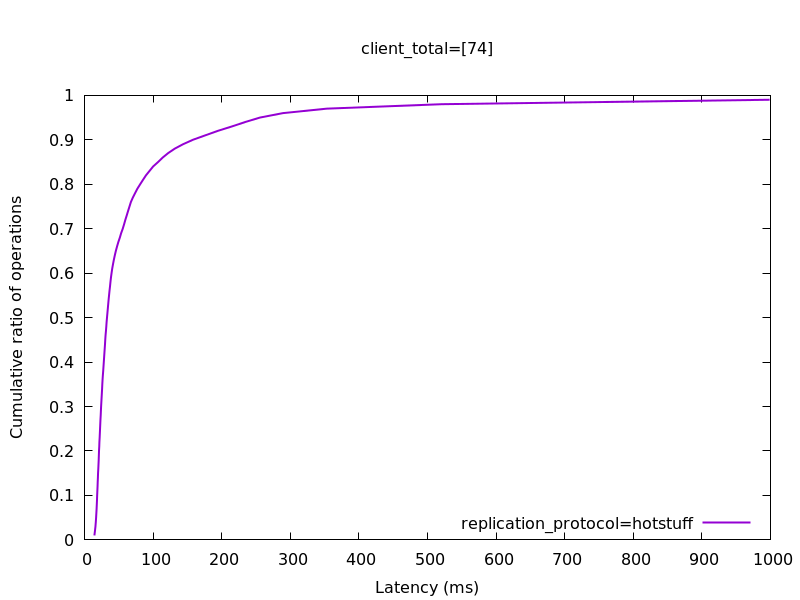 client_total=[74]
1
0.9
0.8
0.7
0.6
0.5
0.4
0.3
0.2
0.1
0
Cumulative ratio of operations
replication_protocol=hotstuff
0 100 200 300 400 500 600 700 800 900 1000
Latency (ms)